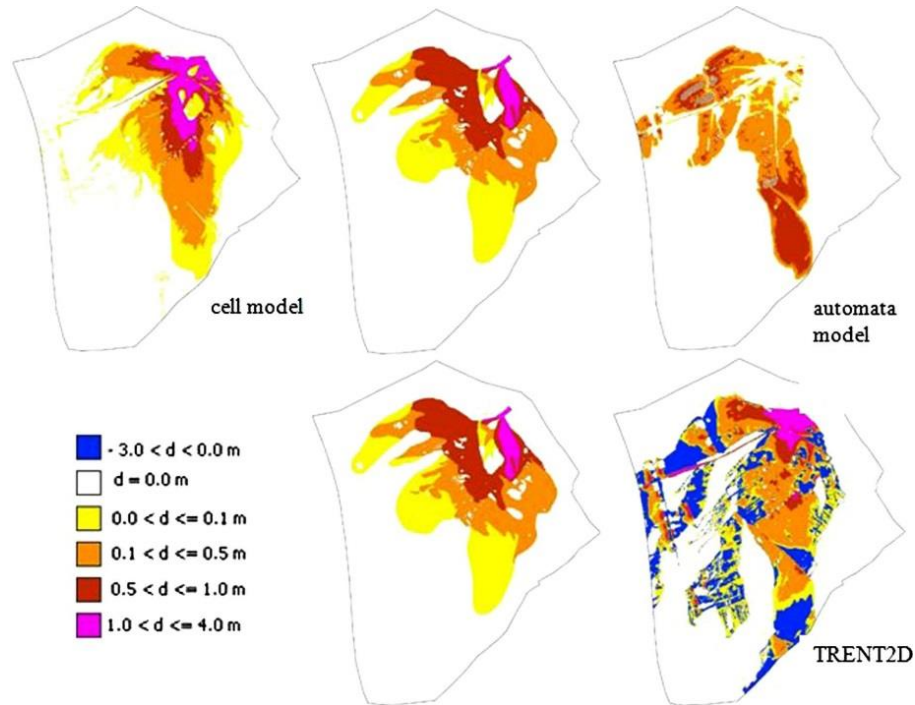 cell model
automata
model
- 3.0 < d < 0.0 m
d = 0.0 m
0.0 < d <= 0.1 m
0.1 < d <= 0.5 m
0.5 < d <= 1.0 m
1.0 < d <= 4.0 m
TRENT2D